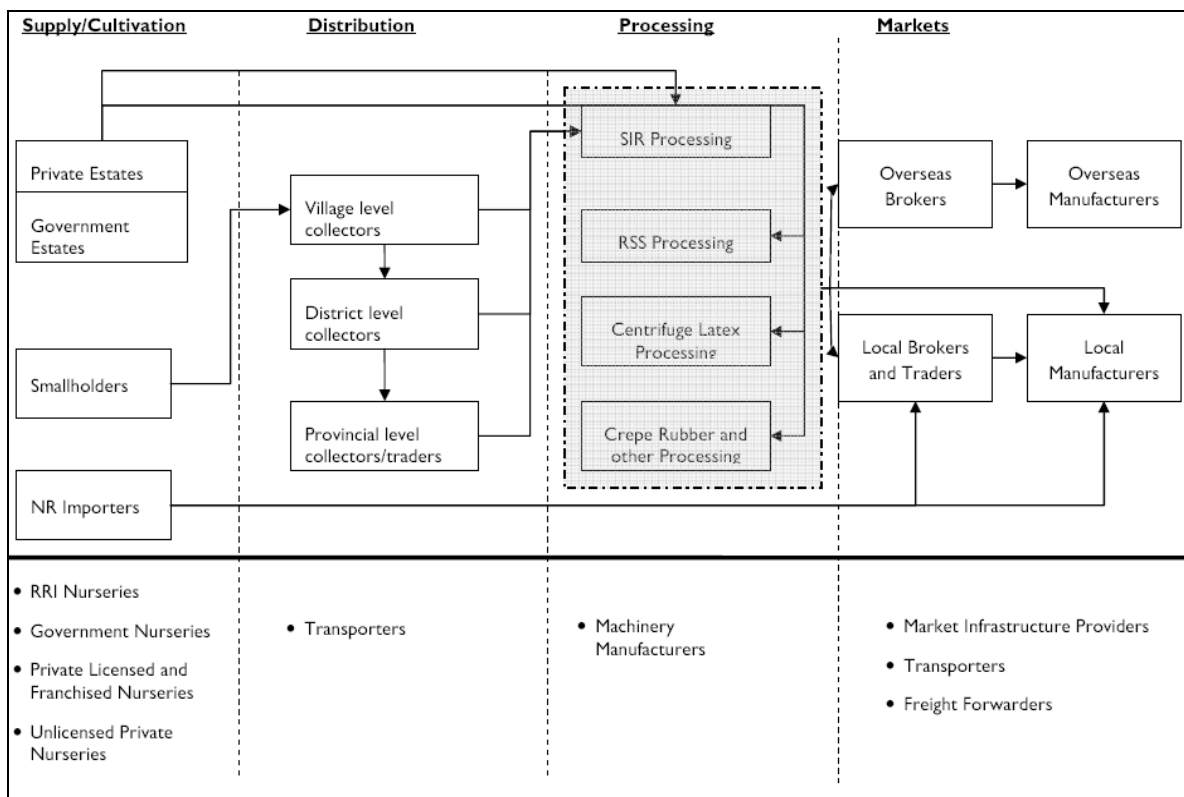 Supply/Cultivation
Distribution
Processing
Markets
Private Estates
Government
Estates
Smallholders
NR Importers
Village level
collectors
District level
collectors
Provincial level
collectors/traders
SIR Processing
RSS Processing
Centrifuge Latex
Processing
Crepe Rubber and
other Processing
Overseas
Brokers
Overseas
Manufacturers
Local Brokers
and Traders
Local
Manufacturers
• RRI Nurseries
• Government Nurseries
• Private Licensed and
Franchised Nurseries
• Unlicensed Private
Nurseries
• Transporters
• Machinery
Manufacturers
• Market Infrastructure Providers
• Transporters
• Freight Forwarders